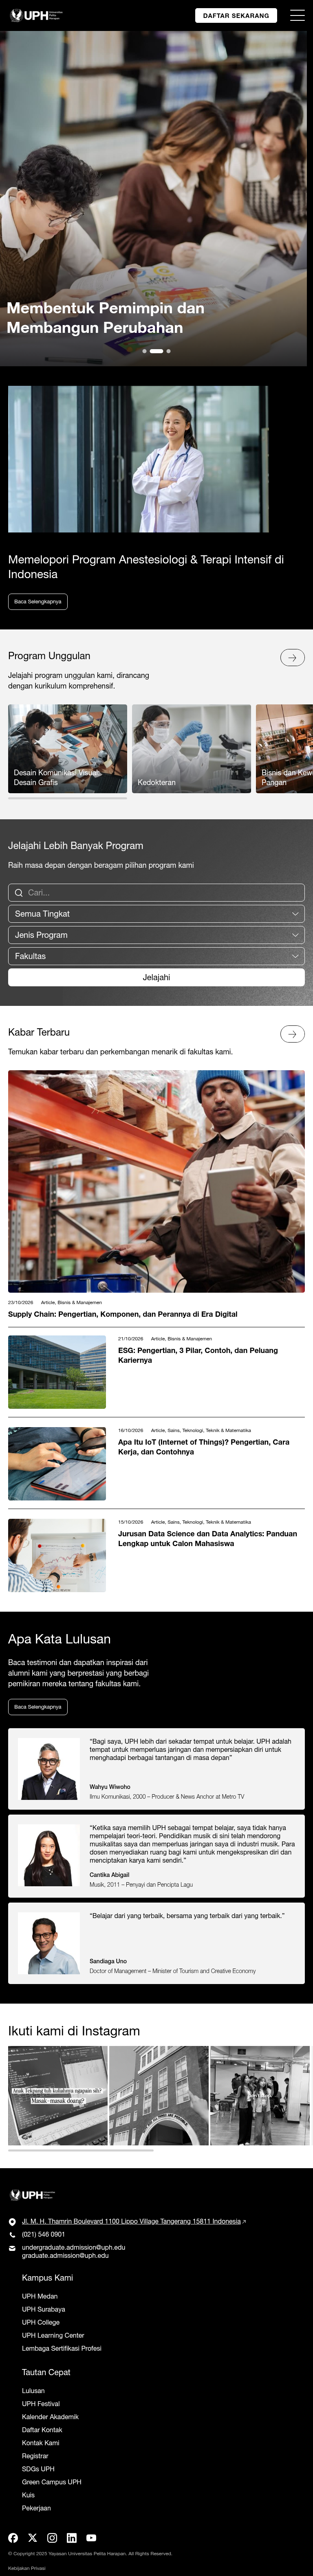 UPH
DAFTAR SEKARANG
Membentuk Pemimpin dan
Membangun Perubahan
Memelopori Program Anestesiologi & Terapi Intensif di
Indonesia
Baca Selengkapnya
Program Unggulan
Jelajahi program unggulan kami, dirancang
dengan kurikulum komprehensif.
Desain Komunikasi Visual -
Desain Grafis
Kedokteran
Bisnis dan Kew
Pangan
Jelajahi Lebih Banyak Program
Raih masa depan dengan beragam pilihan program kami
Cari...
Semua Tingkat
Jenis Program
Fakultas
Jelajahi
Kabar Terbaru
Temukan kabar terbaru dan perkembangan menarik di fakultas kami.
Article, Bisnis & Manajemen
Supply Chain: Pengertian, Komponen, dan Perannya di Era Digital
Article, Bisnis & Manajemen
ESG: Pengertian, 3 Pilar, Contoh, dan Peluang
Kariernya
Article, Sains, Teknologi, Teknik & Matematika
Apa Itu IoT (Internet of Things)? Pengertian, Cara
Kerja, dan Contohnya
Article, Sains, Teknologi, Teknik & Matematika
Jurusan Data Science dan Data Analytics: Panduan
Lengkap untuk Calon Mahasiswa
Apa Kata Lulusan
Baca testimoni dan dapatkan inspirasi dari
alumni kami yang berprestasi yang berbagi
pemikiran mereka tentang fakultas kami.
Baca Selengkapnya
“Bagi saya, UPH lebih dari sekadar tempat untuk belajar. UPH adalah
tempat untuk memperluas jaringan dan mempersiapkan diri untuk
menghadapi berbagai tantangan di masa depan”
Wahyu Wiwoho
Ilmu Komunikasi, 2000 – Producer & News Anchor at Metro TV
“Ketika saya memilih UPH sebagai tempat belajar, saya tidak hanya
mempelajari teori-teori, Pendidikan musik di sini telah mendorong
musikalitas saya dan memperluas jaringan saya di industri musik. Para
dosen menyediakan ruang bagi kami untuk mengekspresikan diri dan
menciptakan karya kami sendiri.”
Cantika Abigail
Musik, 2011 – Penyayi dan Pencipta Lagu
“Belajar dari yang terbaik, bersama yang terbaik dari yang terbaik.”
Sandiaga Uno
Doctor of Management – Minister of Tourism and Creative Economy
Ikuti kami di Instagram
Masak-masak doang?
UPH
Jl. M. H. Thamrin Boulevard 1100 Lippo Village Tangerang 15811 Indonesia
(021) 546 0901
undergraduate.admission@uph.edu
graduate.admission@uph.edu
Kampus Kami
UPH Medan
UPH Surabaya
UPH College
UPH Learning Center
Lembaga Sertifikasi Profesi
Tautan Cepat
Lulusan
UPH Festival
Kalender Akademik
Daftar Kontak
Kontak Kami
Registrar
SDGs UPH
Green Campus UPH
Kuis
Pekerjaan
© Copyright 2025 Yayasan Universitas Pelita Harapan. All Rights Reserved.
Kebijakan Privasi